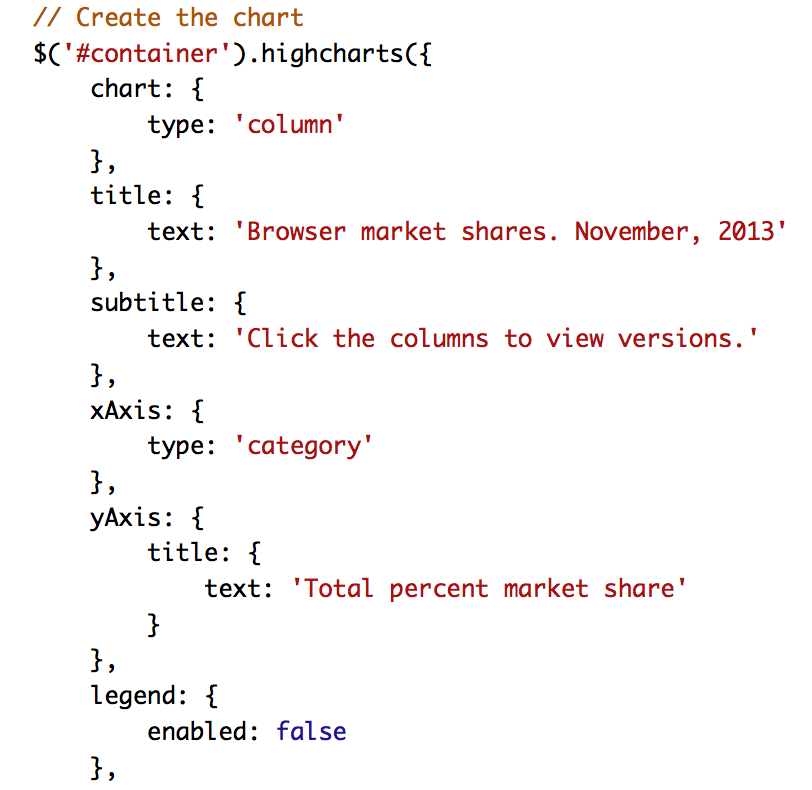 // Create the chart
$('#container').highcharts({
    chart: {
        type: 'column'
    },
    title: {
        text: 'Browser market shares. November, 2013'
    },
    subtitle: {
        text: 'Click the columns to view versions.'
    },
    xAxis: {
        type: 'category'
    },
    yAxis: {
        title: {
            text: 'Total percent market share'
        }
    },
    legend: {
        enabled: false
    },